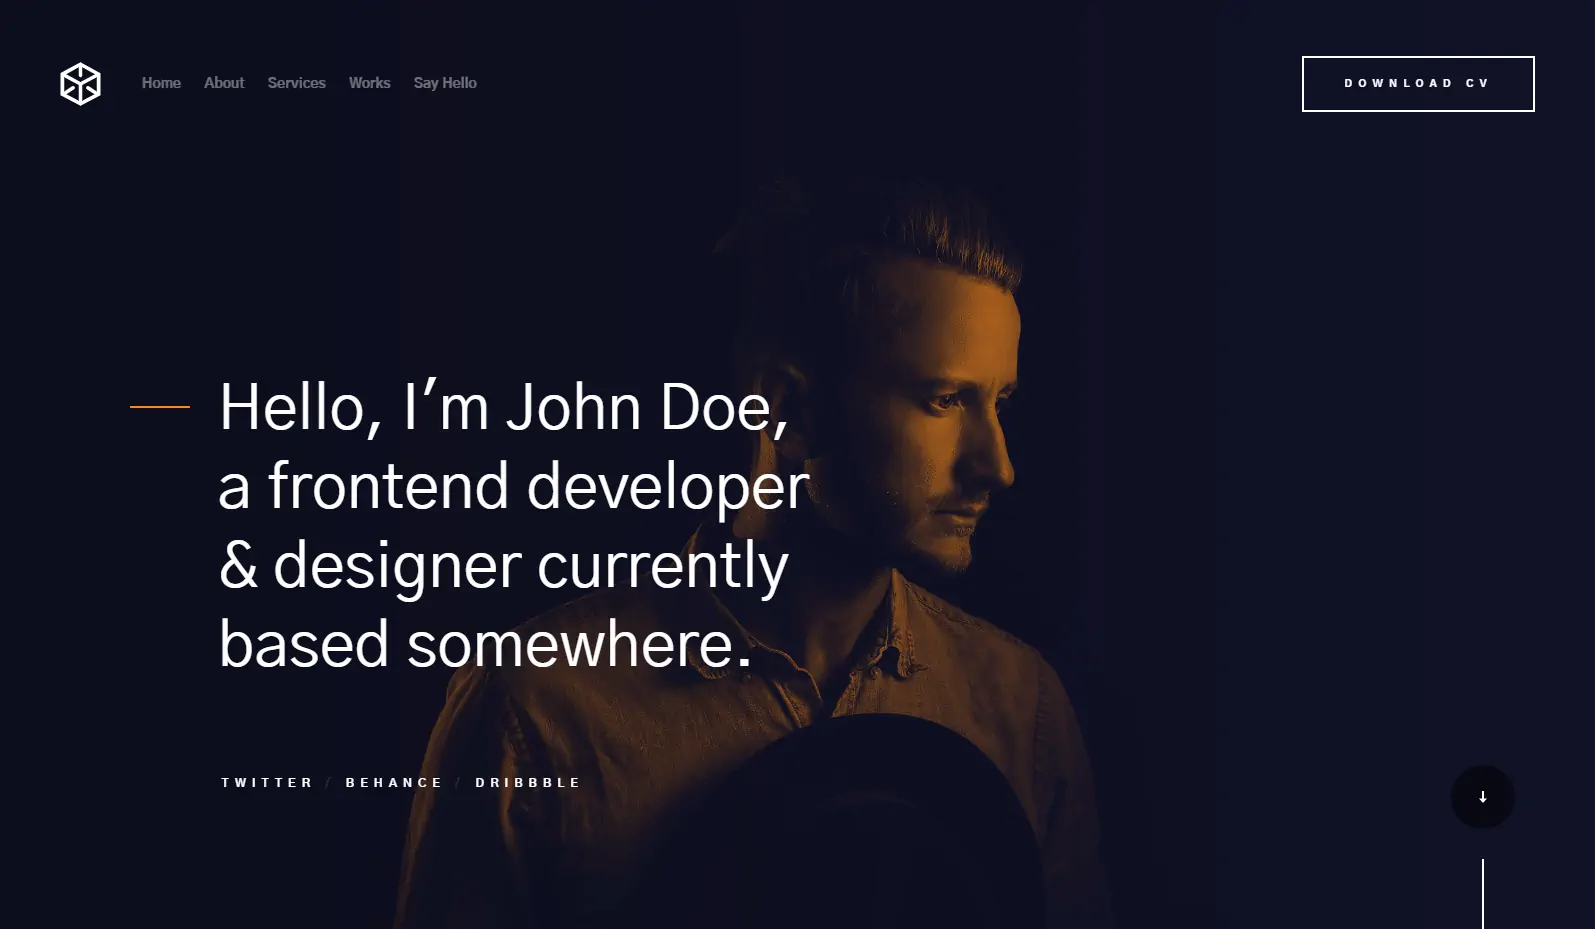 Home About Services Works Say Hello
DOWNLOAD CV
Hello, I’m John Doe,
a frontend developer
& designer currently
based somewhere.
TWITTER / BEHANCE / DRIBBBLE